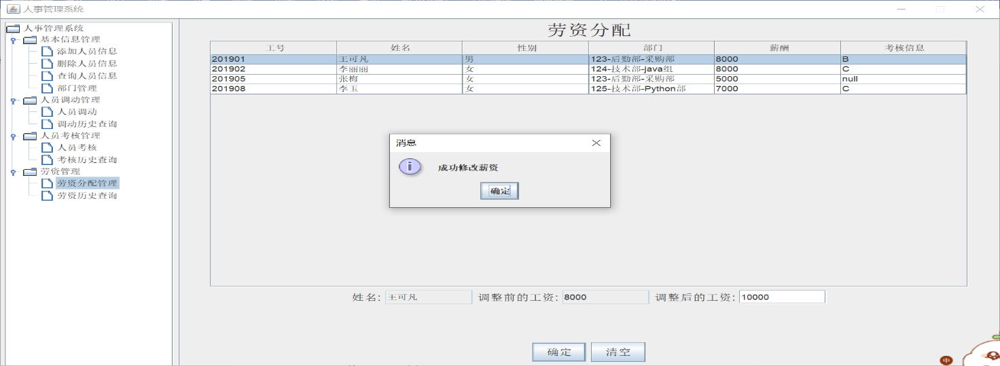 人事管理系统
人事管理系统
基本信息管理
添加人员信息
删除人员信息
查询人员信息
部门管理
人员调动管理
人员调动
调动历史查询
人员考核管理
人员考核
考核历史查询
劳资管理
劳资分配管理
劳资历史查询
劳资分配
工号 姓名 性别 部门 薪酬 考核信息
201901 王可凡 男 123-后勤部-采购部 8000 B
201902 李丽丽 女 124-技术部-java组 8000 C
201905 张梅 女 123-后勤部-采购部 5000 null
201908 李玉 女 125-技术部-Python部 7000 C
消息
i
成功修改薪资
确定
姓名: 王可凡 调整前的工资: 8000 调整后的工资: 10000
确定 清空
中